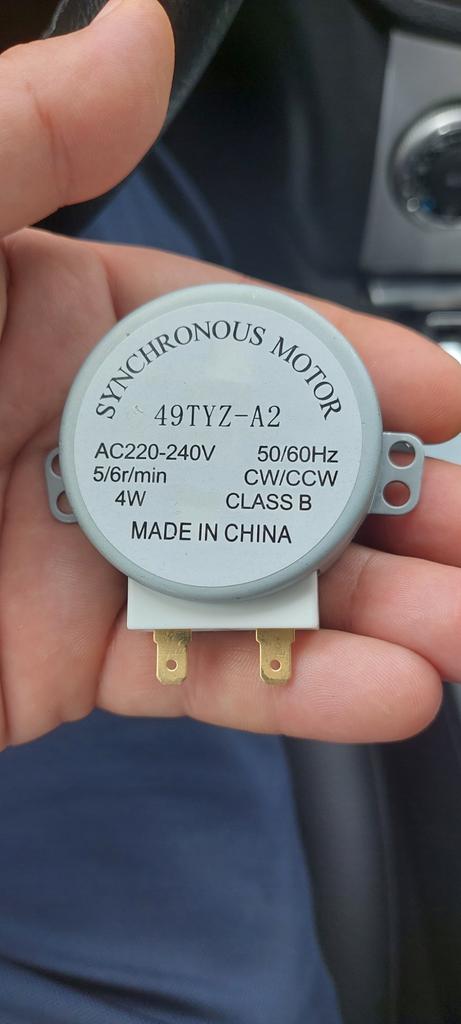 SYNCHRONOUS MOTOR
49TYZ-A2
AC220-240V 50/60Hz
5/6r/min CW/CCW
4W CLASS B
MADE IN CHINA